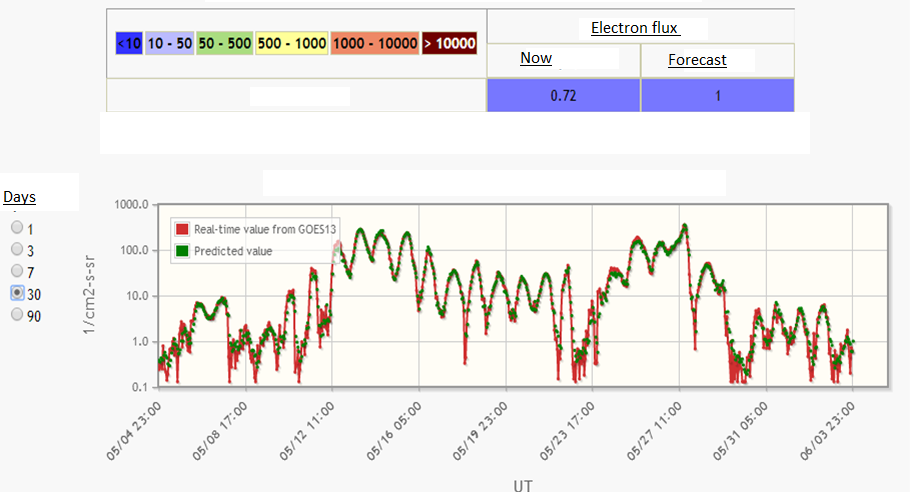 Electron flux
<10 10 - 50 50 - 500 500 - 1000 1000 - 10000 > 10000
Now Forecast
0.72 1
Days
1
3
7
30
90
1000.0
100.0
10.0
1.0
0.1
1/cm2-s-sr
Real-time value from GOES13
Predicted value
05/04 23:00 05/08 17:00 05/12 11:00 05/16 05:00 05/19 23:00 05/23 17:00 05/27 11:00 05/31 05:00 06/03 23:00
UT